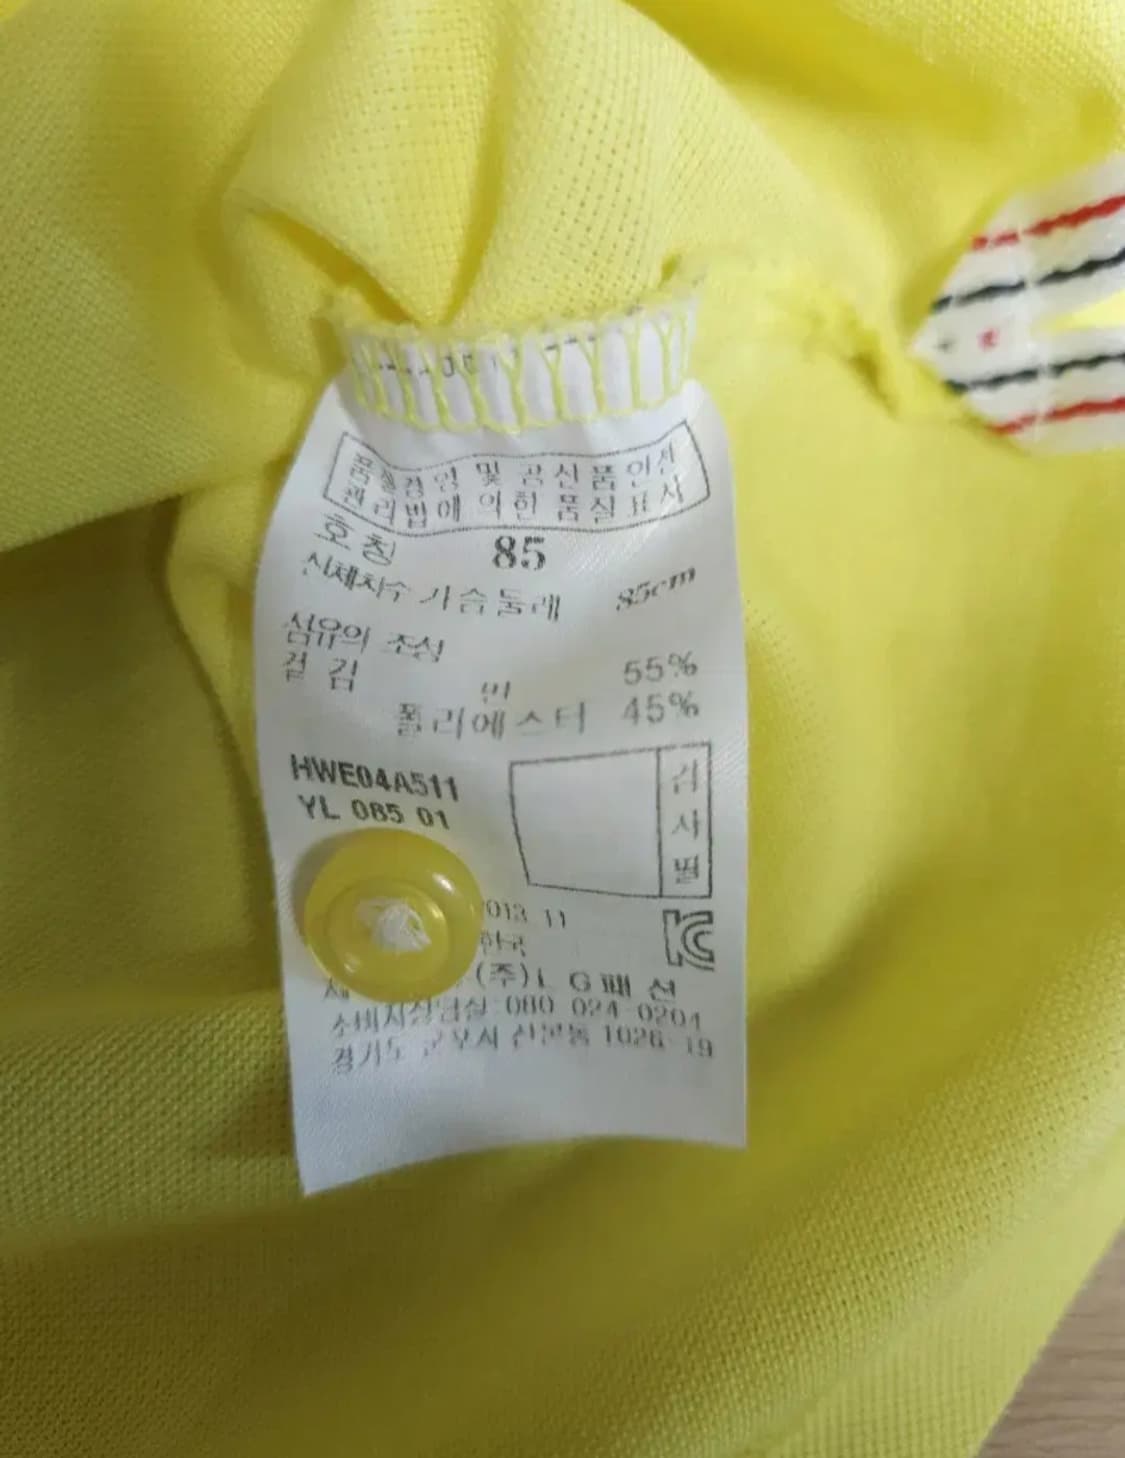 품질경영 및 공산품안전
관리법에 의한 품질표시
호칭 85
신체치수 가슴둘레 85cm
섬유의 조성
겉감 면 55%
폴리에스터 45%
HWE04A511
YL 085 01
검사필
013.11
한국
(주)LG패션
소비자상담실 080 024 0204
경기도 군포시 산본동 1026-19